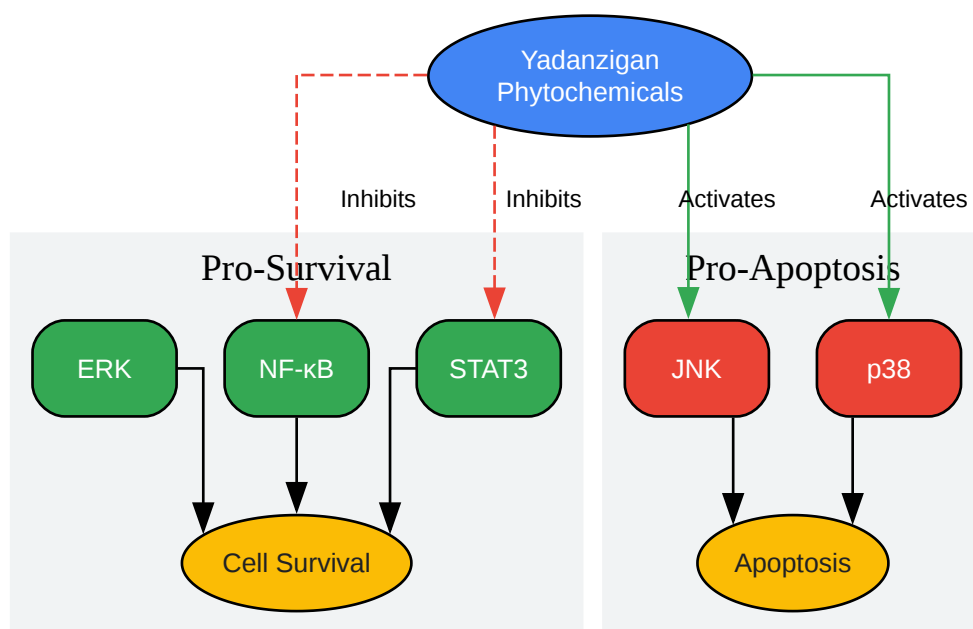 Yadanzigan
Phytochemicals
Inhibits
Inhibits
Activates
Activates
Pro-Survival
Pro-Apoptosis
ERK
NF-κB
STAT3
JNK
p38
Cell Survival
Apoptosis